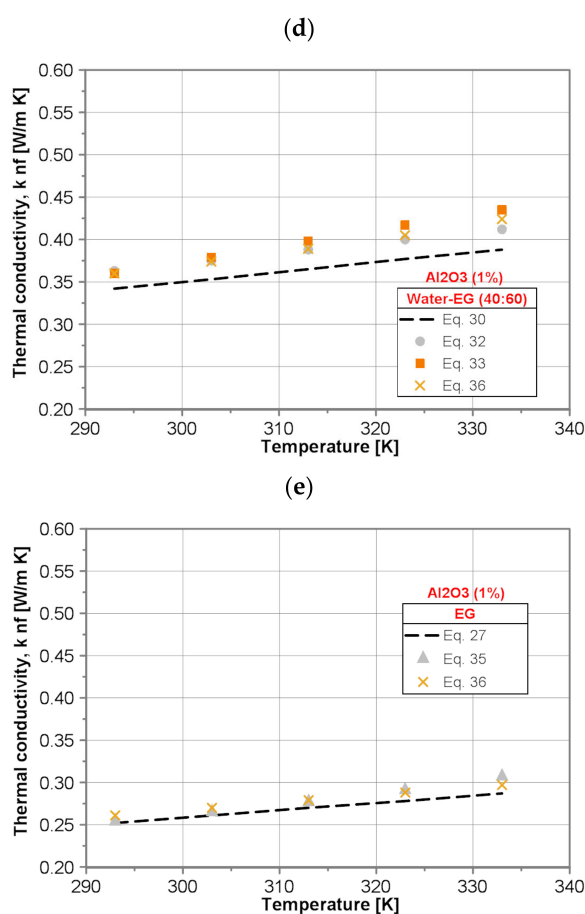 (d)
Thermal conductivity, k nf [W/m K]
0.60
0.55
0.50
0.45
0.40
0.35
0.30
0.25
0.20
Al2O3 (1%)
Water-EG (40:60)
Eq. 30
Eq. 32
Eq. 33
Eq. 36
290 300 310 320 330 340
Temperature [K]
(e)
Thermal conductivity, k nf [W/m K]
0.60
0.55
0.50
0.45
0.40
0.35
0.30
0.25
0.20
Al2O3 (1%)
EG
Eq. 27
Eq. 35
Eq. 36
290 300 310 320 330 340
Temperature [K]